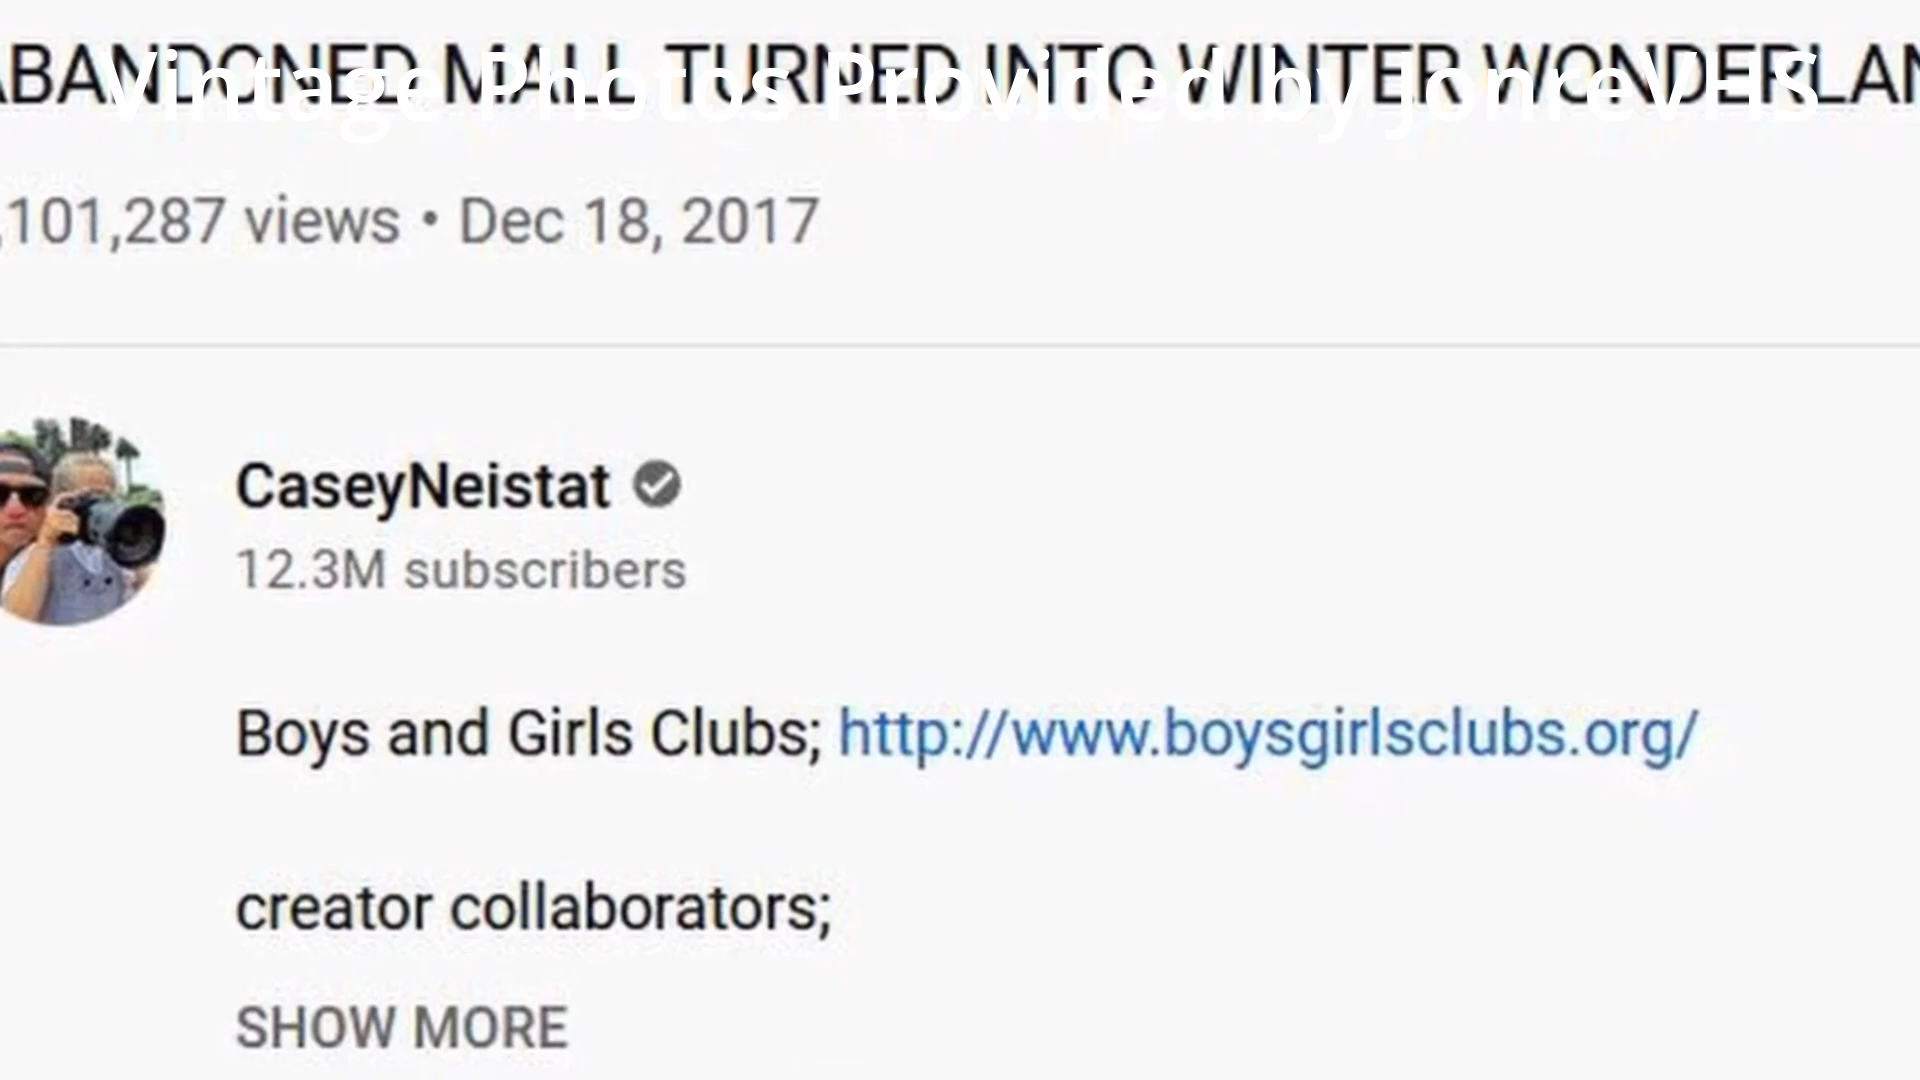 ABANDONED MALL TURNED INTO WINTER WONDERLAN
Vintage Photos Provided by
,101,287 views • Dec 18, 2017
CaseyNeistat
12.3M subscribers
Boys and Girls Clubs; http://www.boysgirlsclubs.org/
creator collaborators;
SHOW MORE